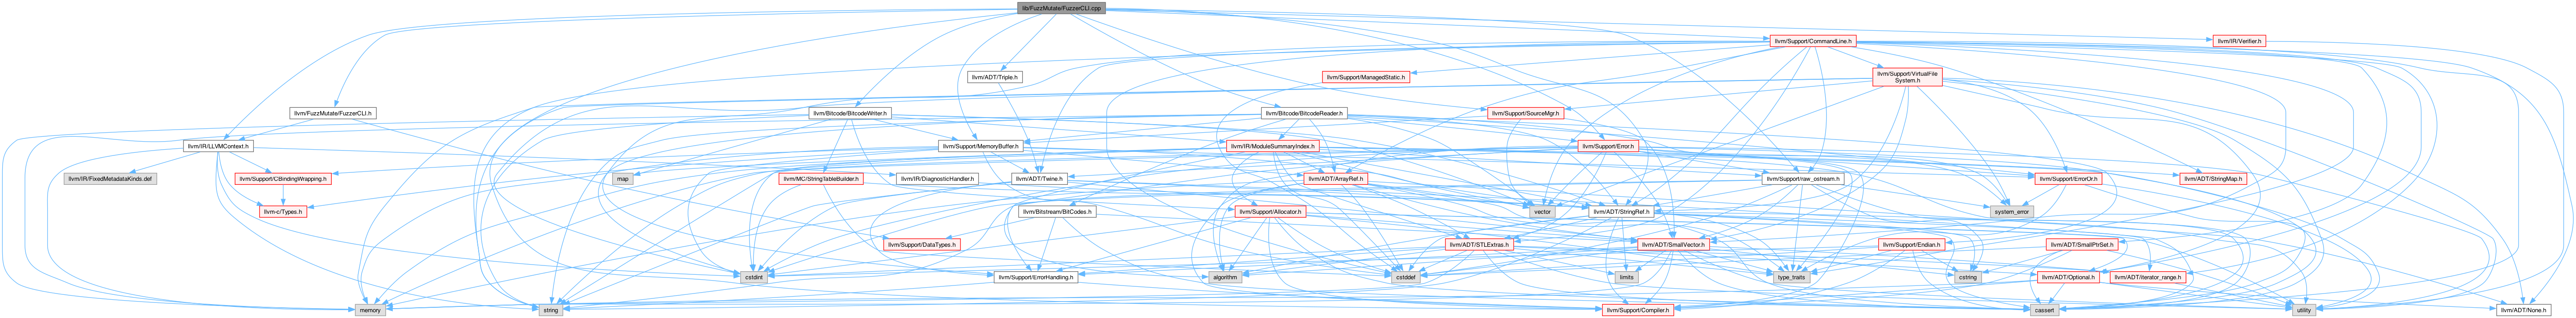 lib/FuzzMutate/FuzzerCLI.cpp
llvm/Support/CommandLine.h
llvm/IR/Verifier.h
llvm/ADT/Triple.h
llvm/Support/ManagedStatic.h
llvm/Support/VirtualFile
System.h
llvm/FuzzMutate/FuzzerCLI.h
llvm/Bitcode/BitcodeWriter.h
llvm/Bitcode/BitcodeReader.h
llvm/Support/SourceMgr.h
llvm/IR/LLVMContext.h
llvm/Support/MemoryBuffer.h
llvm/IR/ModuleSummaryIndex.h
llvm/Support/Error.h
llvm/IR/FixedMetadataKinds.def
llvm/Support/CBindingWrapping.h
map
llvm/MC/StringTableBuilder.h
llvm/IR/DiagnosticHandler.h
llvm/ADT/Twine.h
llvm/ADT/ArrayRef.h
llvm/Support/raw_ostream.h
llvm/Support/ErrorOr.h
llvm/ADT/StringMap.h
llvm-c/Types.h
llvm/Bitstream/BitCodes.h
llvm/Support/Allocator.h
vector
llvm/ADT/StringRef.h
system_error
llvm/Support/DataTypes.h
llvm/ADT/STLExtras.h
llvm/ADT/SmallVector.h
llvm/Support/Endian.h
llvm/ADT/SmallPtrSet.h
cstdint
llvm/Support/ErrorHandling.h
algorithm
cstddef
limits
type_traits
cstring
llvm/ADT/Optional.h
llvm/ADT/iterator_range.h
memory
string
llvm/Support/Compiler.h
cassert
utility
llvm/ADT/None.h